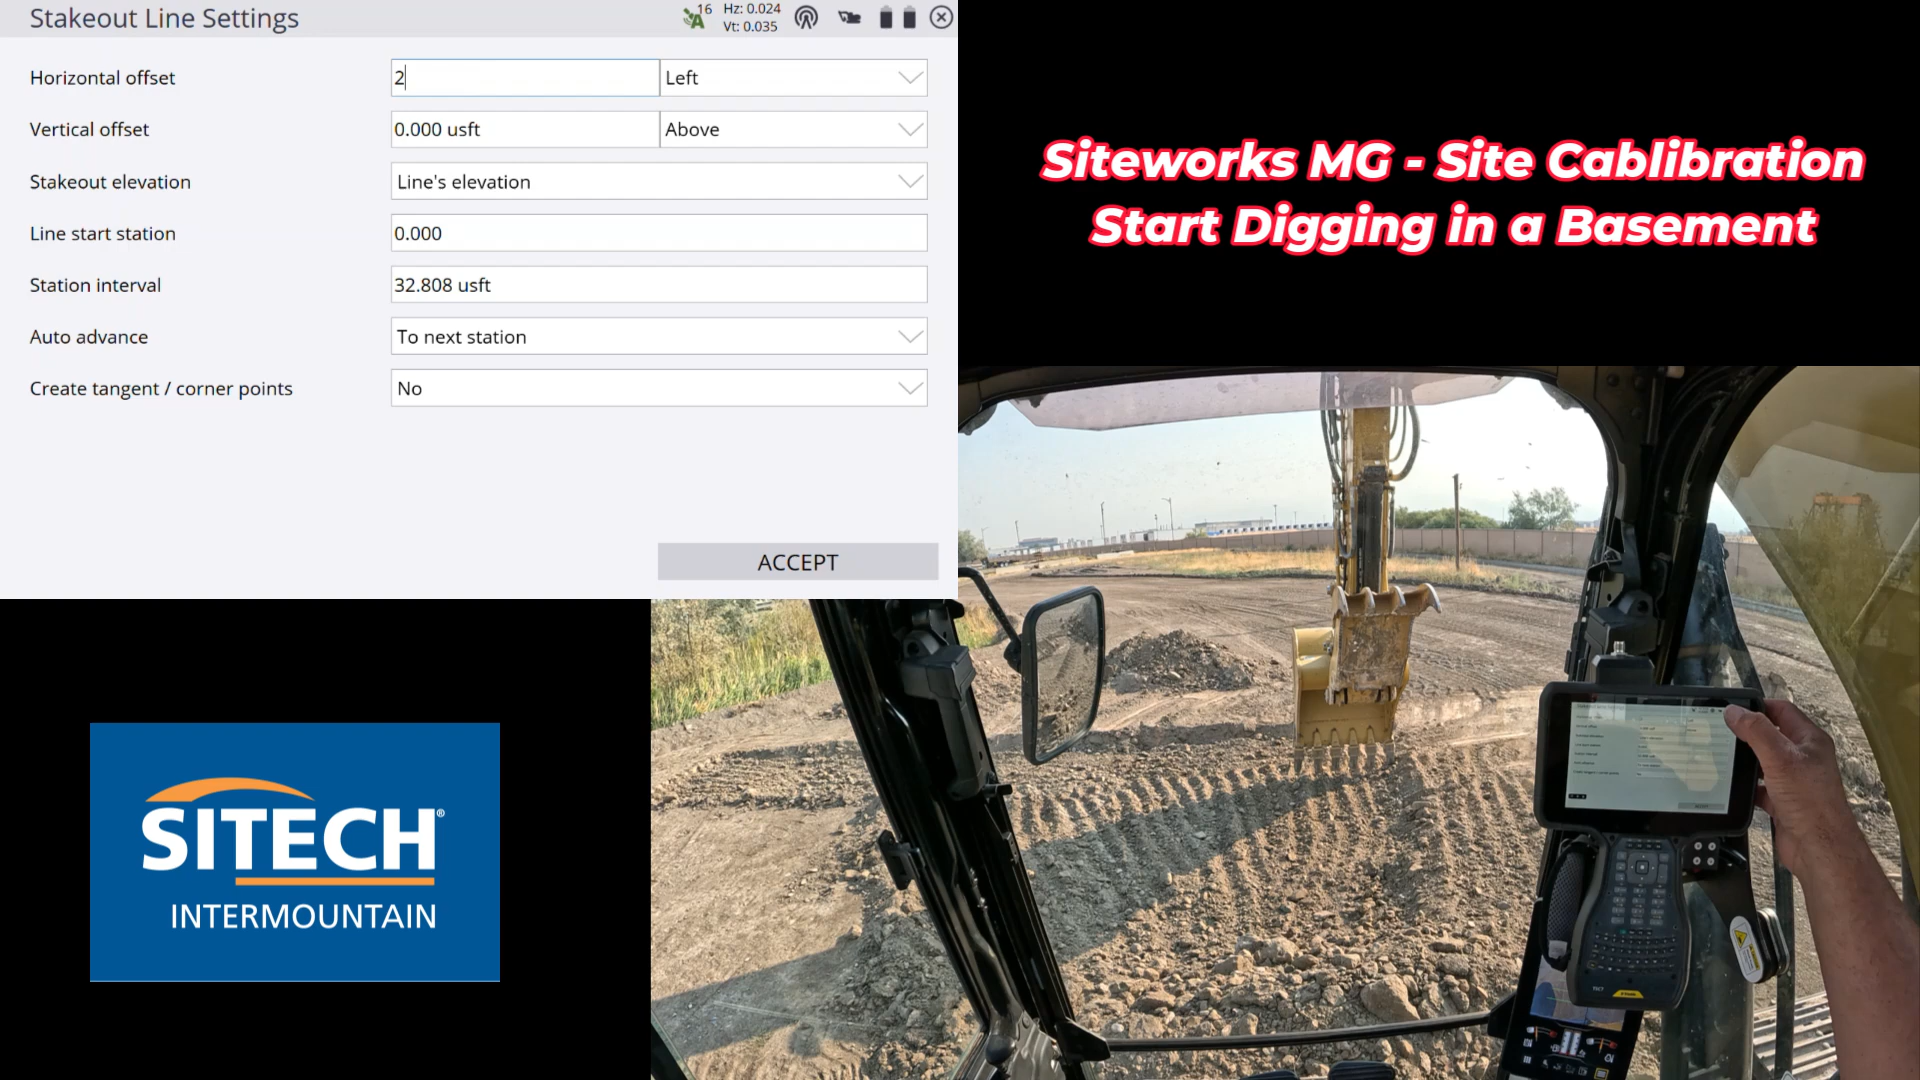 Stakeout Line Settings
16
Hz: 0.024
Vt: 0.035
Horizontal offset
2
Left
Vertical offset
0.000 usft
Above
Stakeout elevation
Line's elevation
Line start station
0.000
Station interval
32.808 usft
Auto advance
To next station
Create tangent / corner points
No
ACCEPT
Siteworks MG - Site Cablibration
Start Digging in a Basement
SITECH®
INTERMOUNTAIN